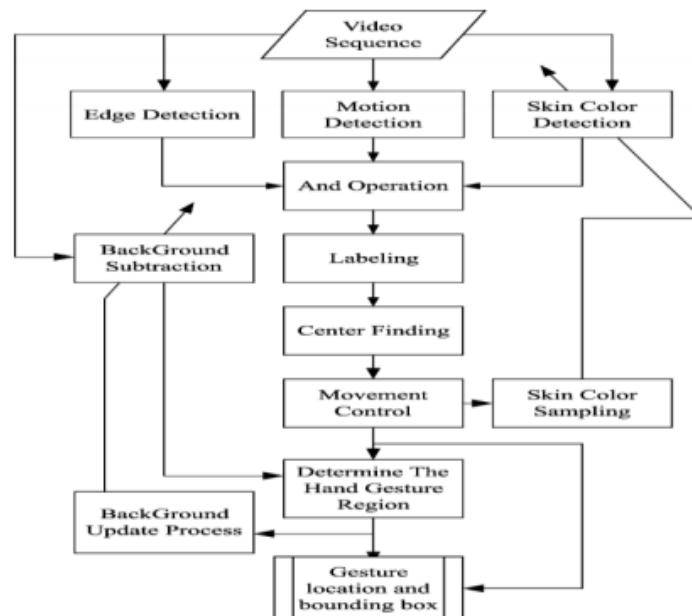 Video
Sequence
Edge Detection
Motion
Detection
Skin Color
Detection
And Operation
BackGround
Subtraction
Labeling
Center Finding
Movement
Control
Skin Color
Sampling
Determine The
Hand Gesture
Region
BackGround
Update Process
Gesture
location and
bounding box